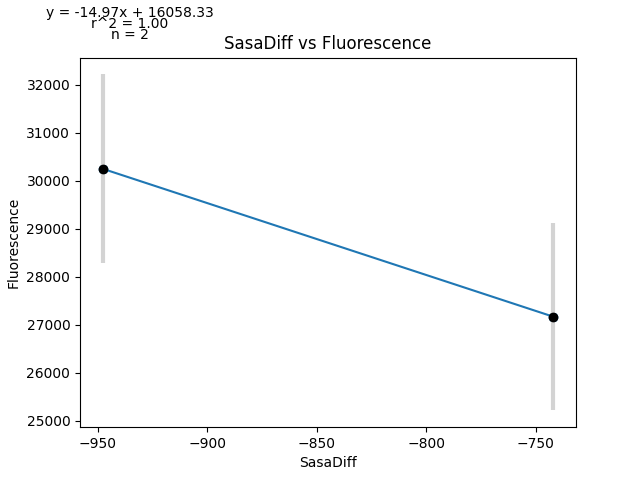 y = -14.97x + 16058.33
r^2 = 1.00
n = 2
SasaDiff vs Fluorescence
32000
31000
30000
29000
28000
27000
26000
25000
Fluorescence
−950
−900
−850
−800
−750
SasaDiff